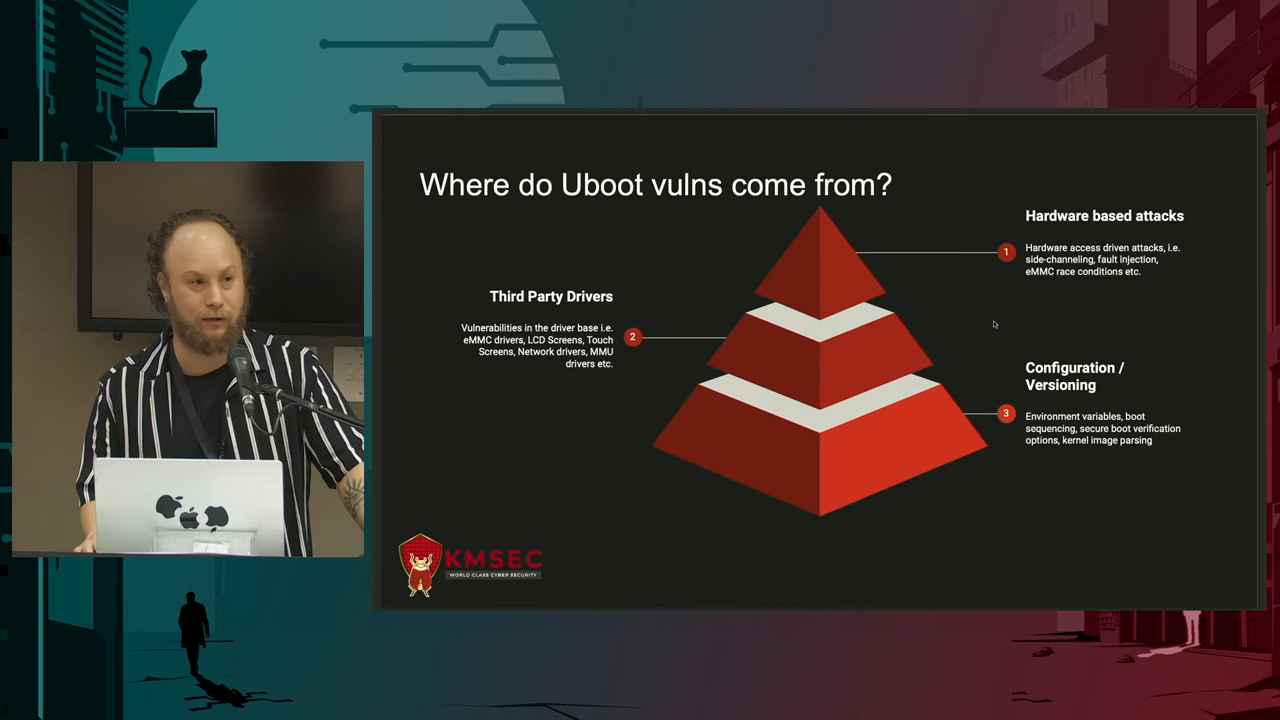 Where do Uboot vulns come from?
Hardware based attacks
1
Hardware access driven attacks, i.e.
side-channeling, fault injection,
eMMC race conditions etc.
Third Party Drivers
2
Vulnerabilities in the driver base i.e.
eMMC drivers, LCD Screens, Touch
Screens, Network drivers, MMU
drivers etc.
Configuration /
Versioning
3
Environment variables, boot
sequencing, secure boot verification
options, kernel image parsing
KMSEC
WORLD CLASS CYBER SECURITY